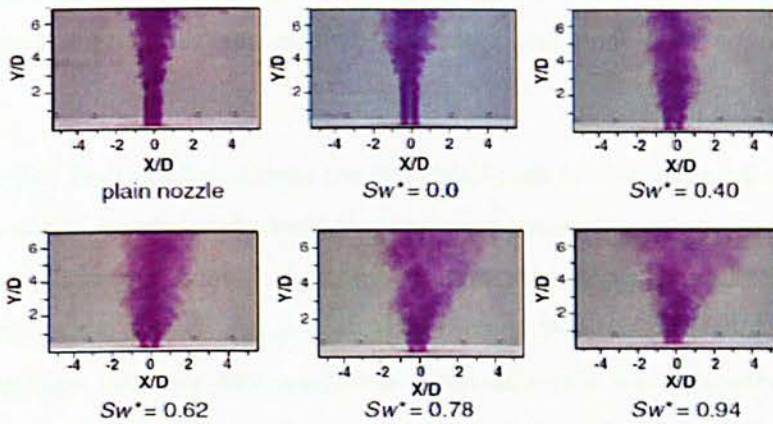 Y/D
6
4
2
-4 -2 0 2 4
X/D
plain nozzle
Y/D
6
4
2
-4 -2 0 2 4
X/D
Sw* = 0.0
Y/D
6
4
2
-4 -2 0 2 4
X/D
Sw* = 0.40
Y/D
6
4
2
-4 -2 0 2 4
X/D
Sw* = 0.62
Y/D
6
4
2
-4 -2 0 2 4
X/D
Sw* = 0.78
Y/D
6
4
2
-4 -2 0 2 4
X/D
Sw* = 0.94